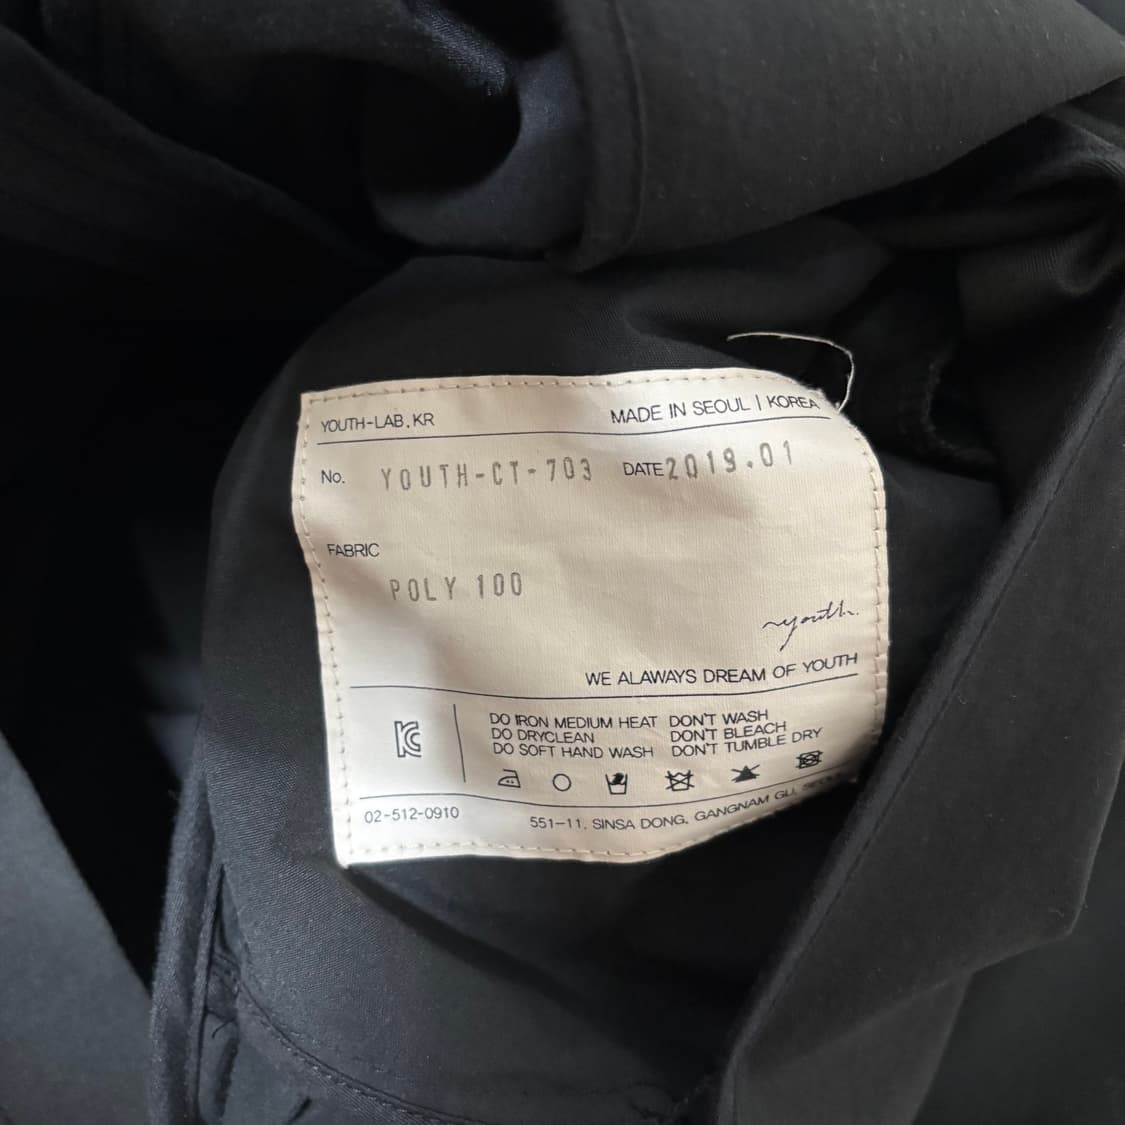 YOUTH-LAB.KR MADE IN SEOUL | KOREA
No. YOUTH-CT-703 DATE 2019.01
FABRIC
POLY 100
youth.
WE ALAWAYS DREAM OF YOUTH
DO IRON MEDIUM HEAT DON'T WASH
DO DRYCLEAN DON'T BLEACH
DO SOFT HAND WASH DON'T TUMBLE DRY
02-512-0910 551-11, SINSA DONG, GANGNAM GU,